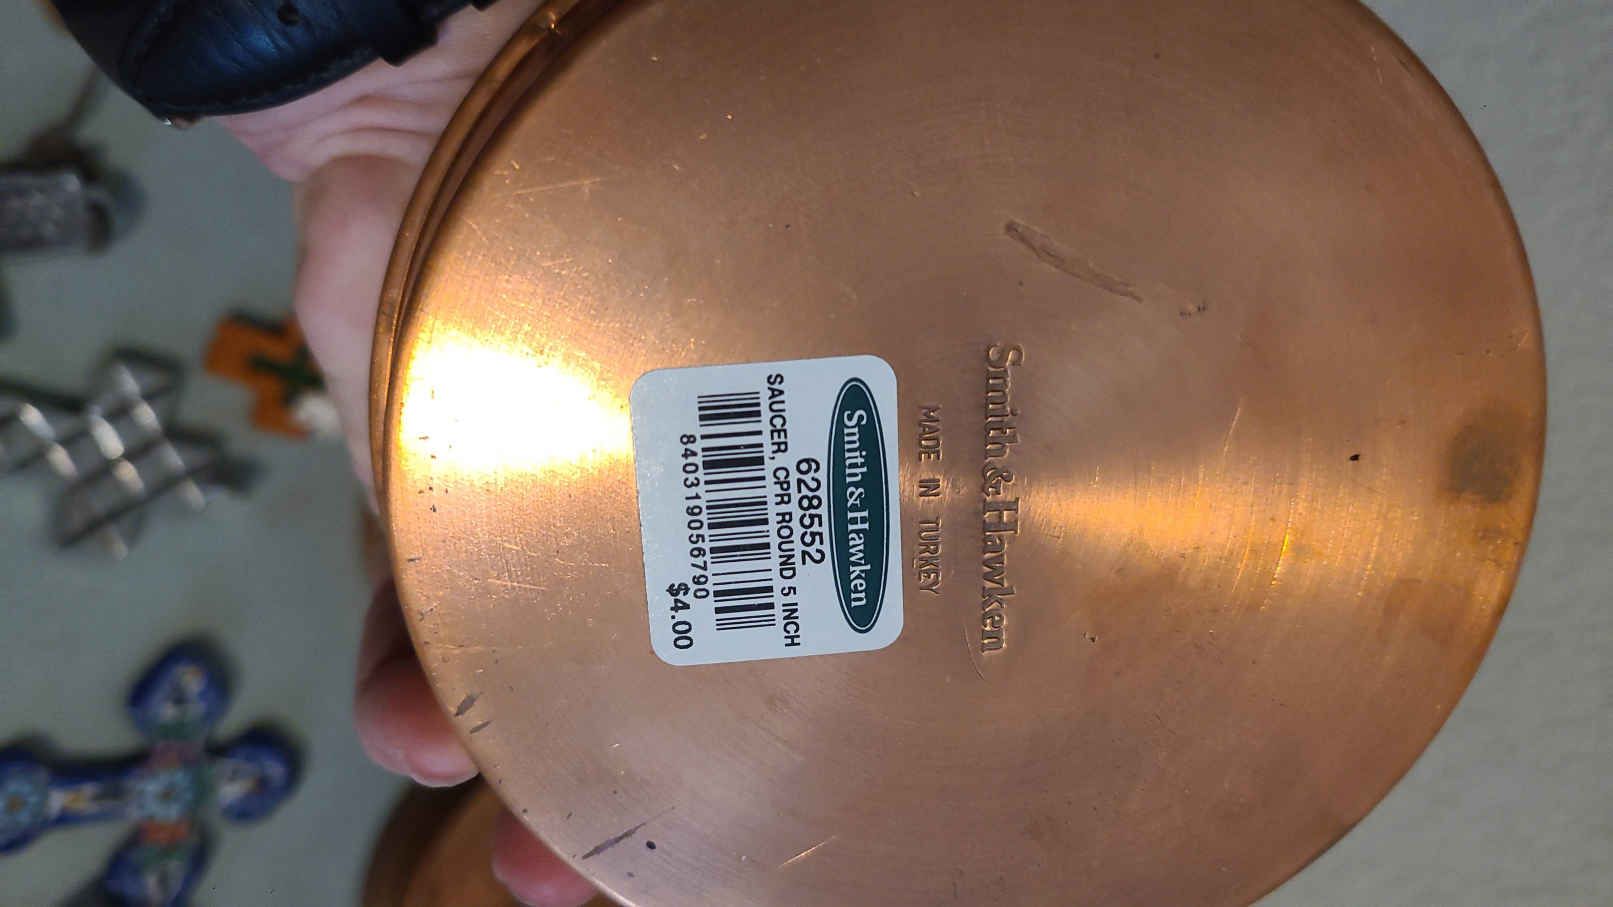 Smith & Hawken
MADE IN TURKEY
Smith & Hawken
628552
SAUCER, CPR ROUND 5 INCH
840319056790
$4.00